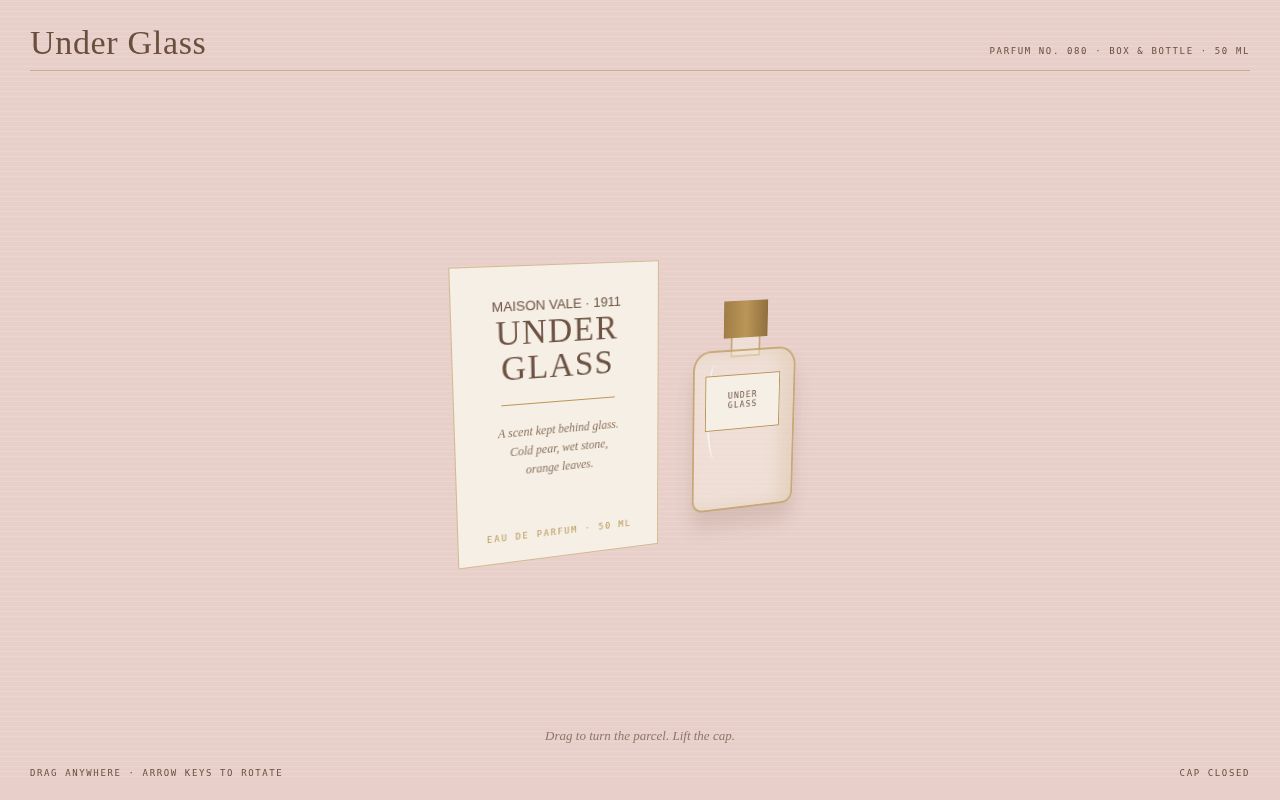 Under Glass
PARFUM NO. 080 · BOX & BOTTLE · 50 ML
MAISON VALE · 1911
UNDER
GLASS
A scent kept behind glass.
Cold pear, wet stone,
orange leaves.
EAU DE PARFUM · 50 ML
UNDER
GLASS
Drag to turn the parcel. Lift the cap.
DRAG ANYWHERE · ARROW KEYS TO ROTATE
CAP CLOSED